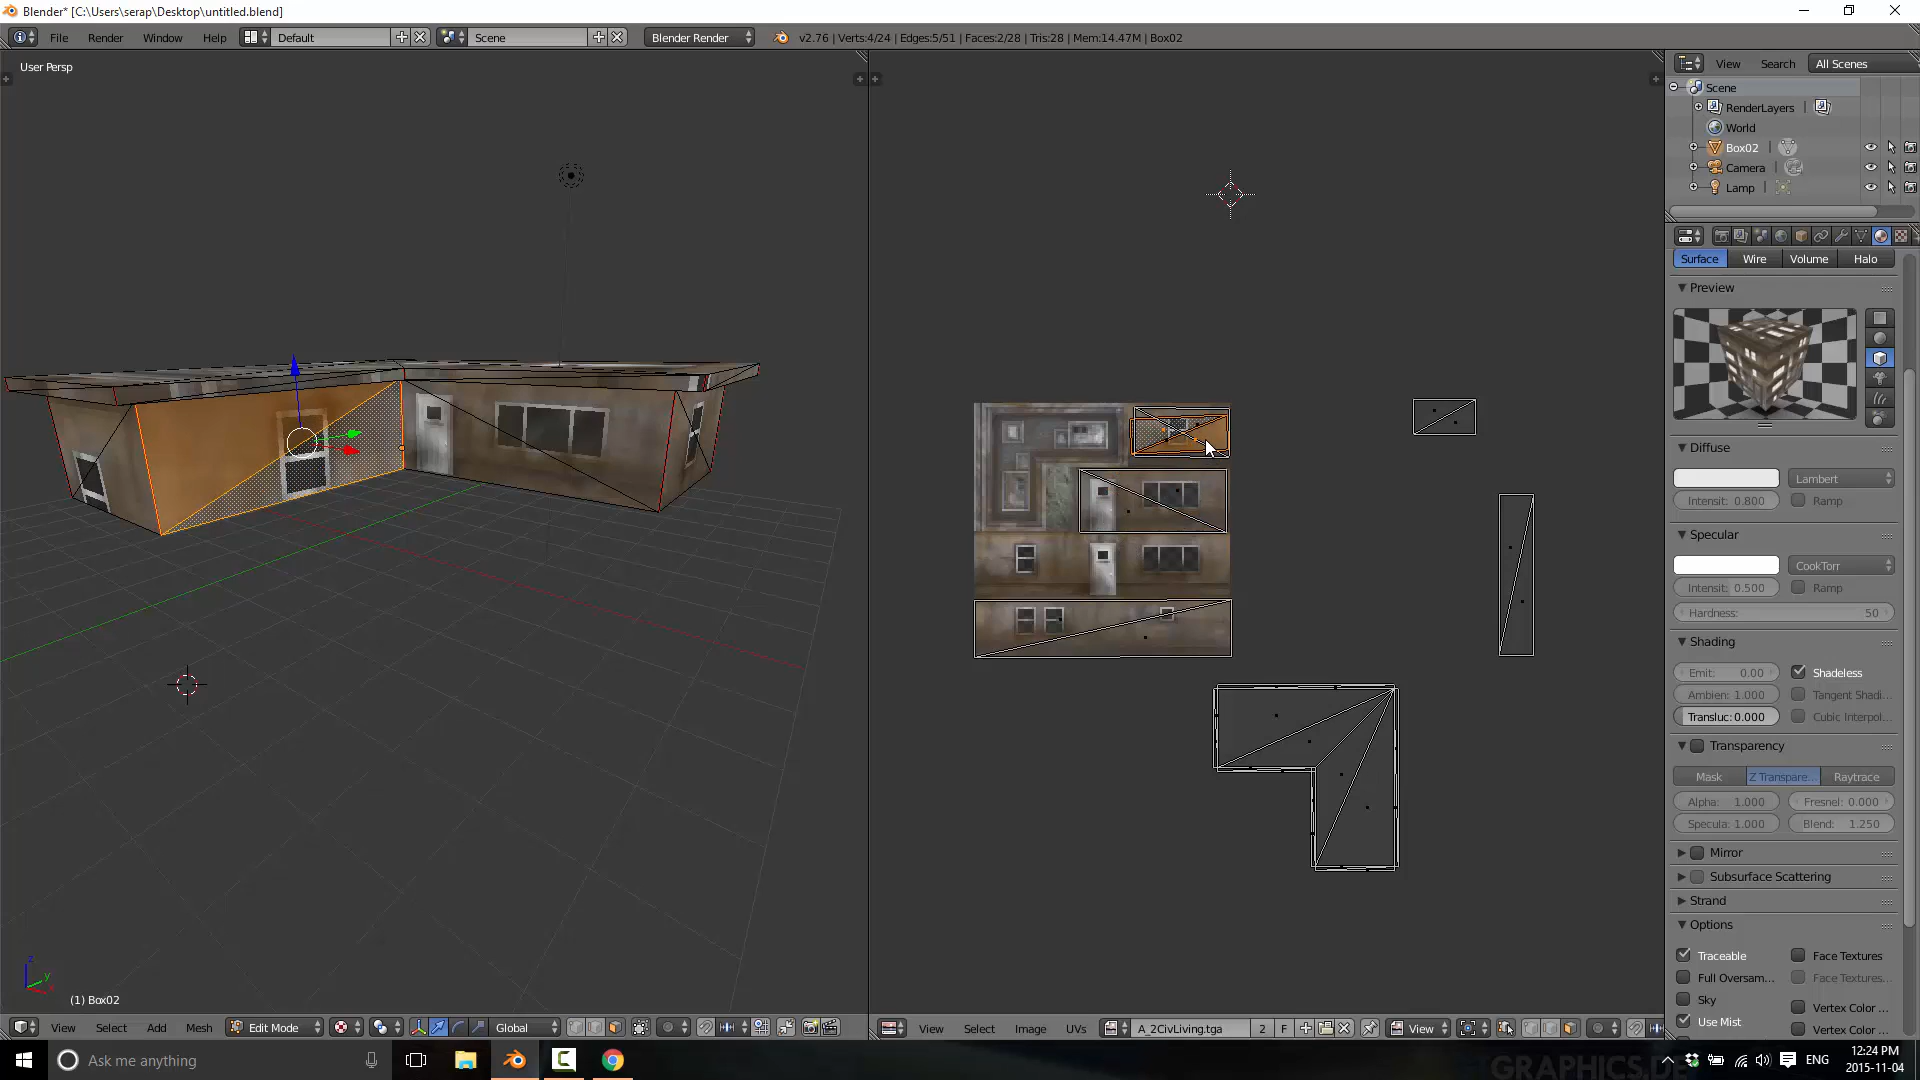 Blender* [C:\Users\serap\Desktop\untitled.blend]
File Render Window Help Default Scene Blender Render v2.76 | Verts:4/24 | Edges:5/51 | Faces:2/28 | Tris:28 | Mem:14.47M | Box02
User Persp
View Search All Scenes
Scene
RenderLayers
World
Box02
Camera
Lamp
Surface Wire Volume Halo
Preview
Diffuse
Lambert
Intensit: 0.800 Ramp
Specular
CookTorr
Intensit: 0.500 Ramp
Hardness: 50
Shading
Emit: 0.00 Shadeless
Ambien: 1.000 Tangent Shadi...
Transluc: 0.000 Cubic Interpol...
Transparency
Mask Z Transpare... Raytrace
Alpha: 1.000 Fresnel: 0.000
Specula: 1.000 Blend: 1.250
Mirror
Subsurface Scattering
Strand
Options
Traceable Face Textures
Full Oversam... Face Textures...
Sky Vertex Color ...
Use Mist Vertex Color ...
z
y
x
(1) Box02
View Select Add Mesh Edit Mode Global
View Select Image UVs A_2CivLiving.tga 2 F View
Ask me anything
ENG
12:24 PM
2015-11-04
GRAPHICS.DE